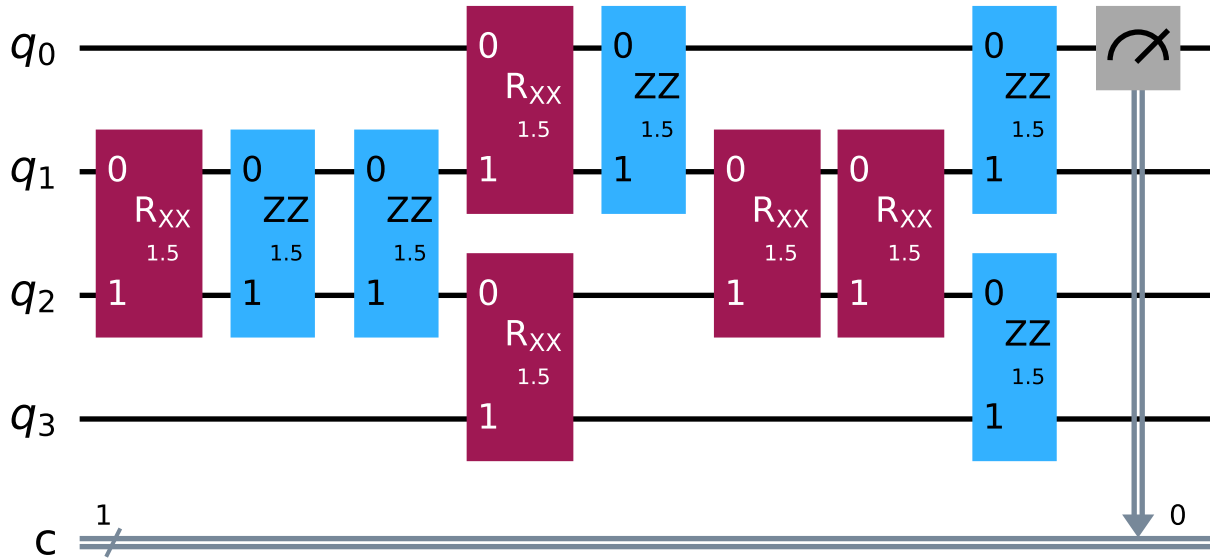 q0 0 0 0
RXX ZZ ZZ
1.5 1.5 1.5
q1 0 0 0 1 1 0 0 1
RXX ZZ ZZ RXX RXX
1.5 1.5 1.5 1.5 1.5
q2 1 1 1 0 1 1 0
RXX ZZ
1.5 1.5
q3 1 1
1 0
c